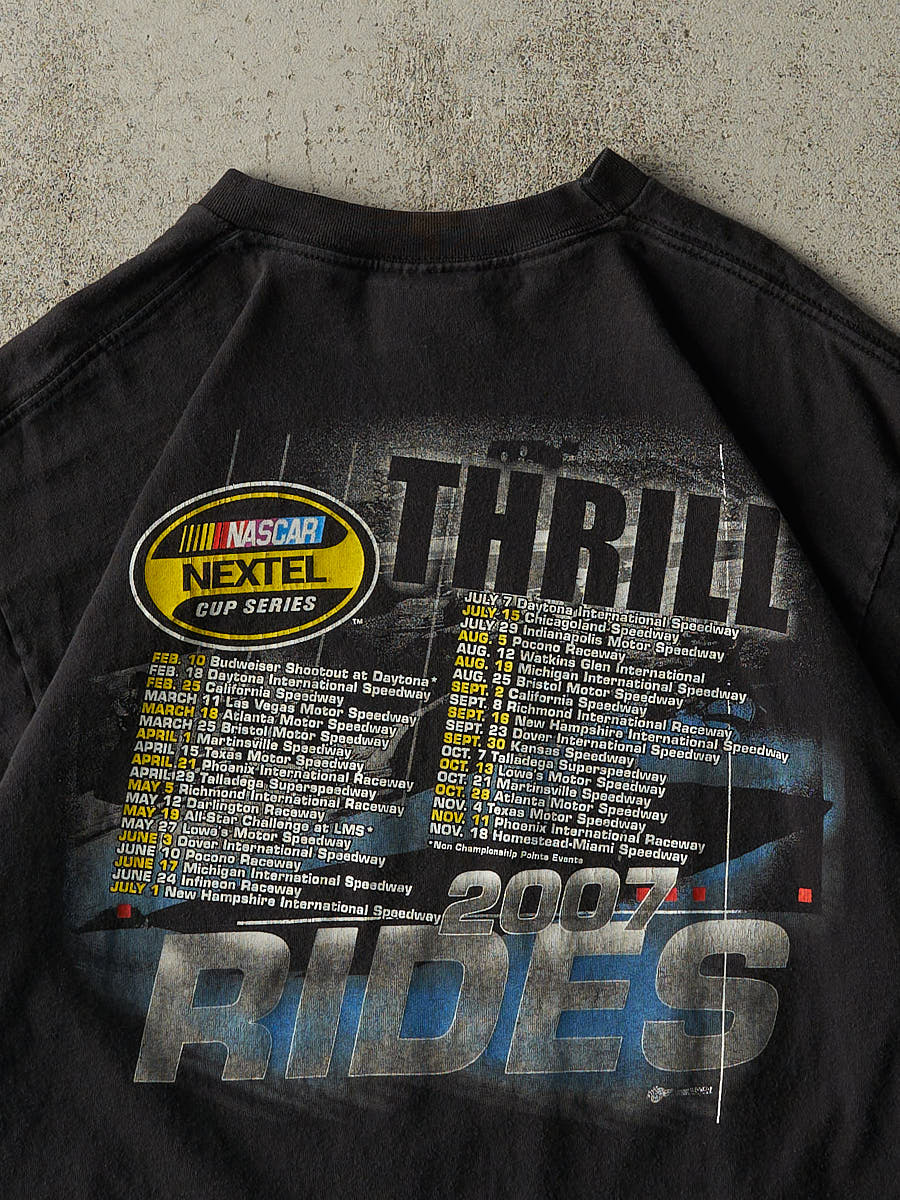 THRILL
NASCAR
NEXTEL
CUP SERIES
TM
FEB. 10 Budweiser Shootout at Daytona*
FEB. 18 Daytona International Speedway
FEB. 25 California Speedway
MARCH 11 Las Vegas Motor Speedway
MARCH 18 Atlanta Motor Speedway
MARCH 25 Bristol Motor Speedway
APRIL 1 Martinsville Speedway
APRIL 15 Texas Motor Speedway
APRIL 21 Phoenix International Raceway
APRIL 29 Talladega Superspeedway
MAY 5 Richmond International Raceway
MAY 12 Darlington Raceway
MAY 19 All-Star Challenge at LMS*
MAY 27 Lowe's Motor Speedway
JUNE 3 Dover International Speedway
JUNE 10 Pocono Raceway
JUNE 17 Michigan International Speedway
JUNE 24 Infineon Raceway
JULY 1 New Hampshire International Speedway
JULY 7 Daytona International Speedway
JULY 15 Chicagoland Speedway
JULY 29 Indianapolis Motor Speedway
AUG. 5 Pocono Raceway
AUG. 12 Watkins Glen International
AUG. 19 Michigan International Speedway
AUG. 25 Bristol Motor Speedway
SEPT. 2 California Speedway
SEPT. 8 Richmond International Raceway
SEPT. 16 New Hampshire International Speedway
SEPT. 23 Dover International Speedway
SEPT. 30 Kansas Speedway
OCT. 7 Talladega Superspeedway
OCT. 13 Lowe's Motor Speedway
OCT. 21 Martinsville Speedway
OCT. 28 Atlanta Motor Speedway
NOV. 4 Texas Motor Speedway
NOV. 11 Phoenix International Raceway
NOV. 18 Homestead-Miami Speedway
*Non Championship Points Events
2007
RIDES